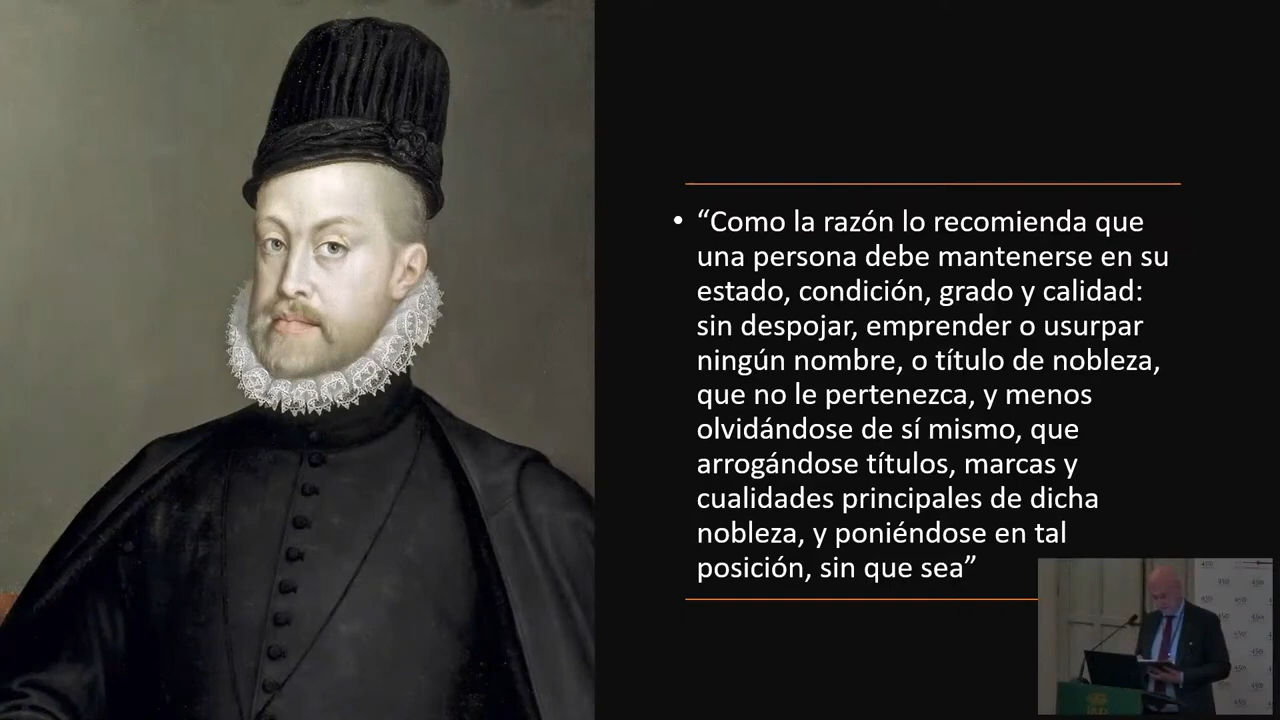 • “Como la razón lo recomienda que
una persona debe mantenerse en su
estado, condición, grado y calidad:
sin despojar, emprender o usurpar
ningún nombre, o título de nobleza,
que no le pertenezca, y menos
olvidándose de sí mismo, que
arrogándose títulos, marcas y
cualidades principales de dicha
nobleza, y poniéndose en tal
posición, sin que sea”